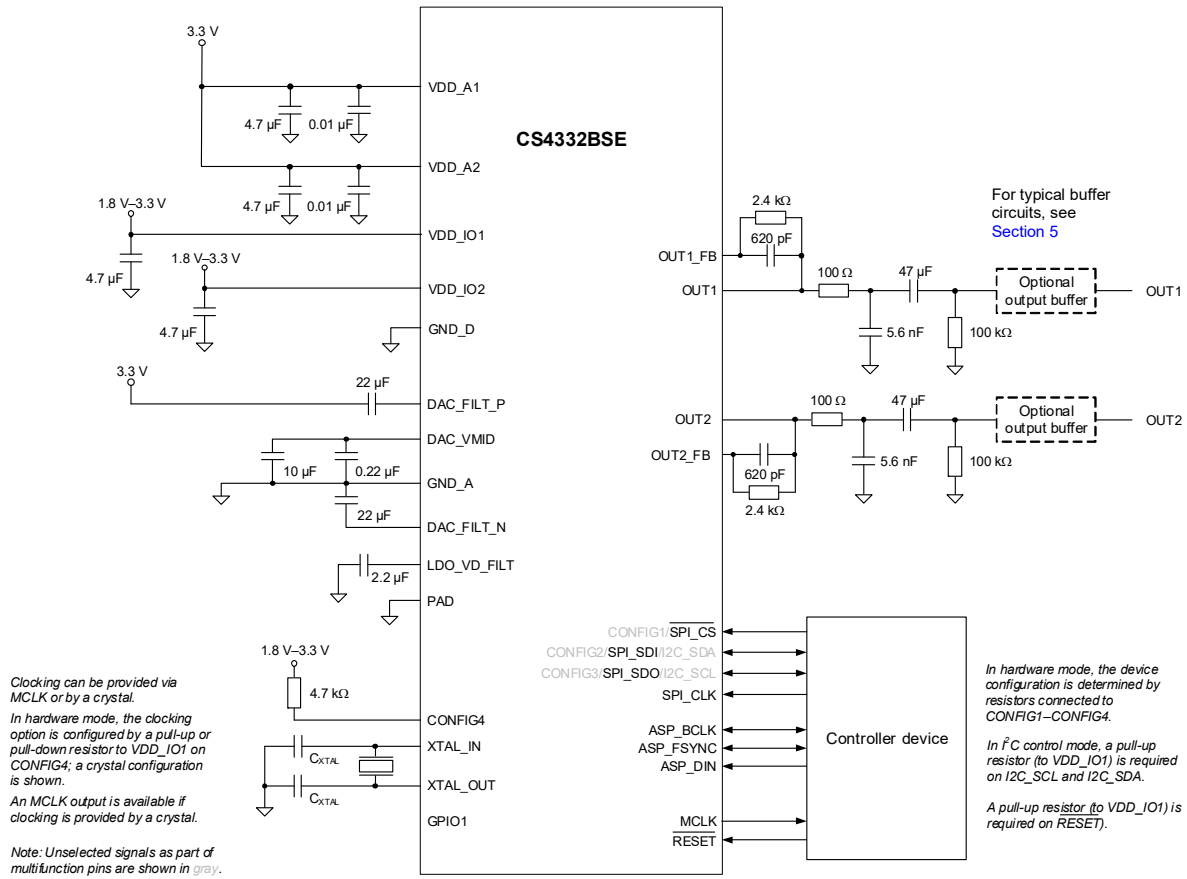 3.3 V
VDD_A1
4.7 µF
0.01 µF
CS4332BSE
VDD_A2
4.7 µF
0.01 µF
1.8 V–3.3 V
VDD_IO1
4.7 µF
1.8 V–3.3 V
VDD_IO2
4.7 µF
GND_D
3.3 V
22 µF
DAC_FILT_P
DAC_VMID
10 µF
0.22 µF
GND_A
22 µF
DAC_FILT_N
LDO_VD_FILT
2.2 µF
PAD
1.8 V–3.3 V
4.7 kΩ
CONFIG4
XTAL_IN
CXTAL
XTAL_OUT
CXTAL
GPIO1
Clocking can be provided via
MCLK or by a crystal.
In hardware mode, the clocking
option is configured by a pull-up or
pull-down resistor to VDD_IO1 on
CONFIG4; a crystal configuration
is shown.
An MCLK output is available if
clocking is provided by a crystal.
Note: Unselected signals as part of
multifunction pins are shown in gray.
For typical buffer
circuits, see
Section 5
2.4 kΩ
620 pF
OUT1_FB
OUT1
100 Ω
47 µF
5.6 nF
100 kΩ
Optional
output buffer
OUT1
OUT2
100 Ω
47 µF
Optional
output buffer
OUT2
OUT2_FB
620 pF
2.4 kΩ
5.6 nF
100 kΩ
CONFIG1/SPI_CS
CONFIG2/SPI_SDI/I2C_SDA
CONFIG3/SPI_SDO/I2C_SCL
SPI_CLK
ASP_BCLK
ASP_FSYNC
ASP_DIN
MCLK
RESET
Controller device
In hardware mode, the device
configuration is determined by
resistors connected to
CONFIG1–CONFIG4.
In I²C control mode, a pull-up
resistor (to VDD_IO1) is required
on I2C_SCL and I2C_SDA.
A pull-up resistor (to VDD_IO1) is
required on RESET).